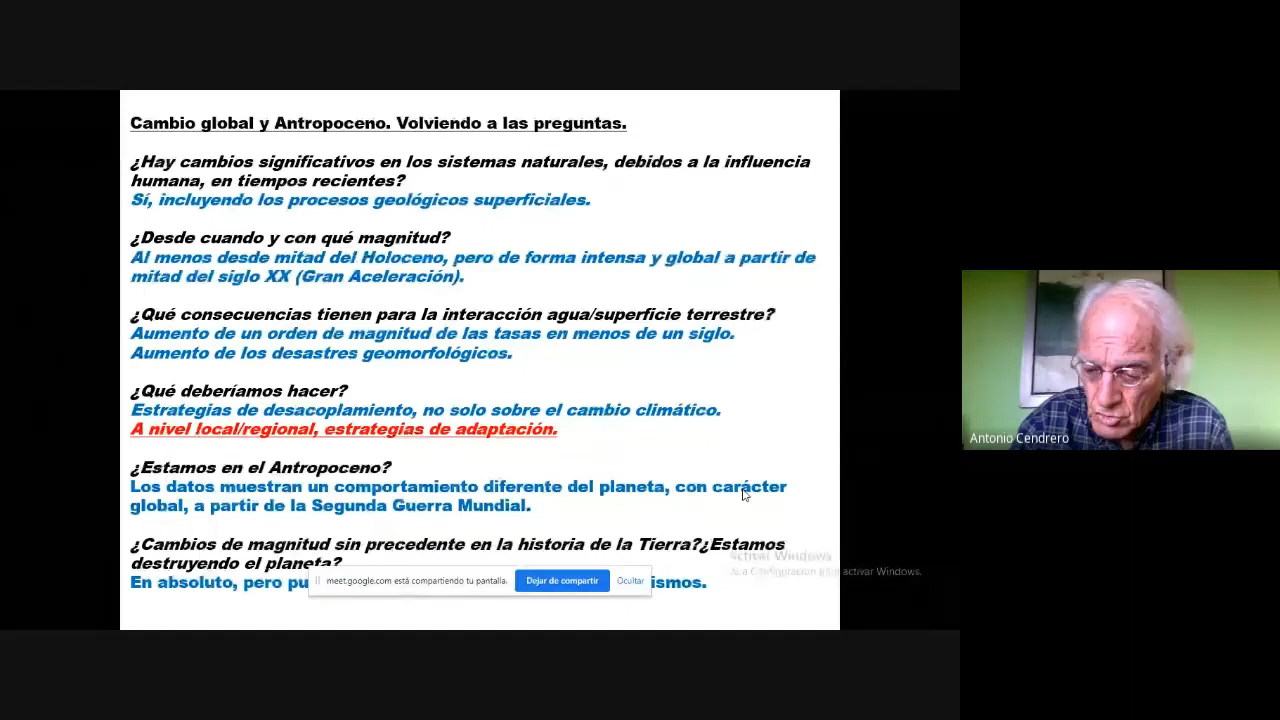 Cambio global y Antropoceno. Volviendo a las preguntas.
¿Hay cambios significativos en los sistemas naturales, debidos a la influencia
humana, en tiempos recientes?
Sí, incluyendo los procesos geológicos superficiales.
¿Desde cuando y con qué magnitud?
Al menos desde mitad del Holoceno, pero de forma intensa y global a partir de
mitad del siglo XX (Gran Aceleración).
¿Qué consecuencias tienen para la interacción agua/superficie terrestre?
Aumento de un orden de magnitud de las tasas en menos de un siglo.
Aumento de los desastres geomorfológicos.
¿Qué deberíamos hacer?
Estrategias de desacoplamiento, no solo sobre el cambio climático.
A nivel local/regional, estrategias de adaptación.
¿Estamos en el Antropoceno?
Los datos muestran un comportamiento diferente del planeta, con carácter
global, a partir de la Segunda Guerra Mundial.
¿Cambios de magnitud sin precedente en la historia de la Tierra?¿Estamos
destruyendo el planeta?
En absoluto, pero
meet.google.com está compartiendo tu pantalla.
Dejar de compartir
Ocultar
Activar Windows
activar Windows.
Antonio Cendrero